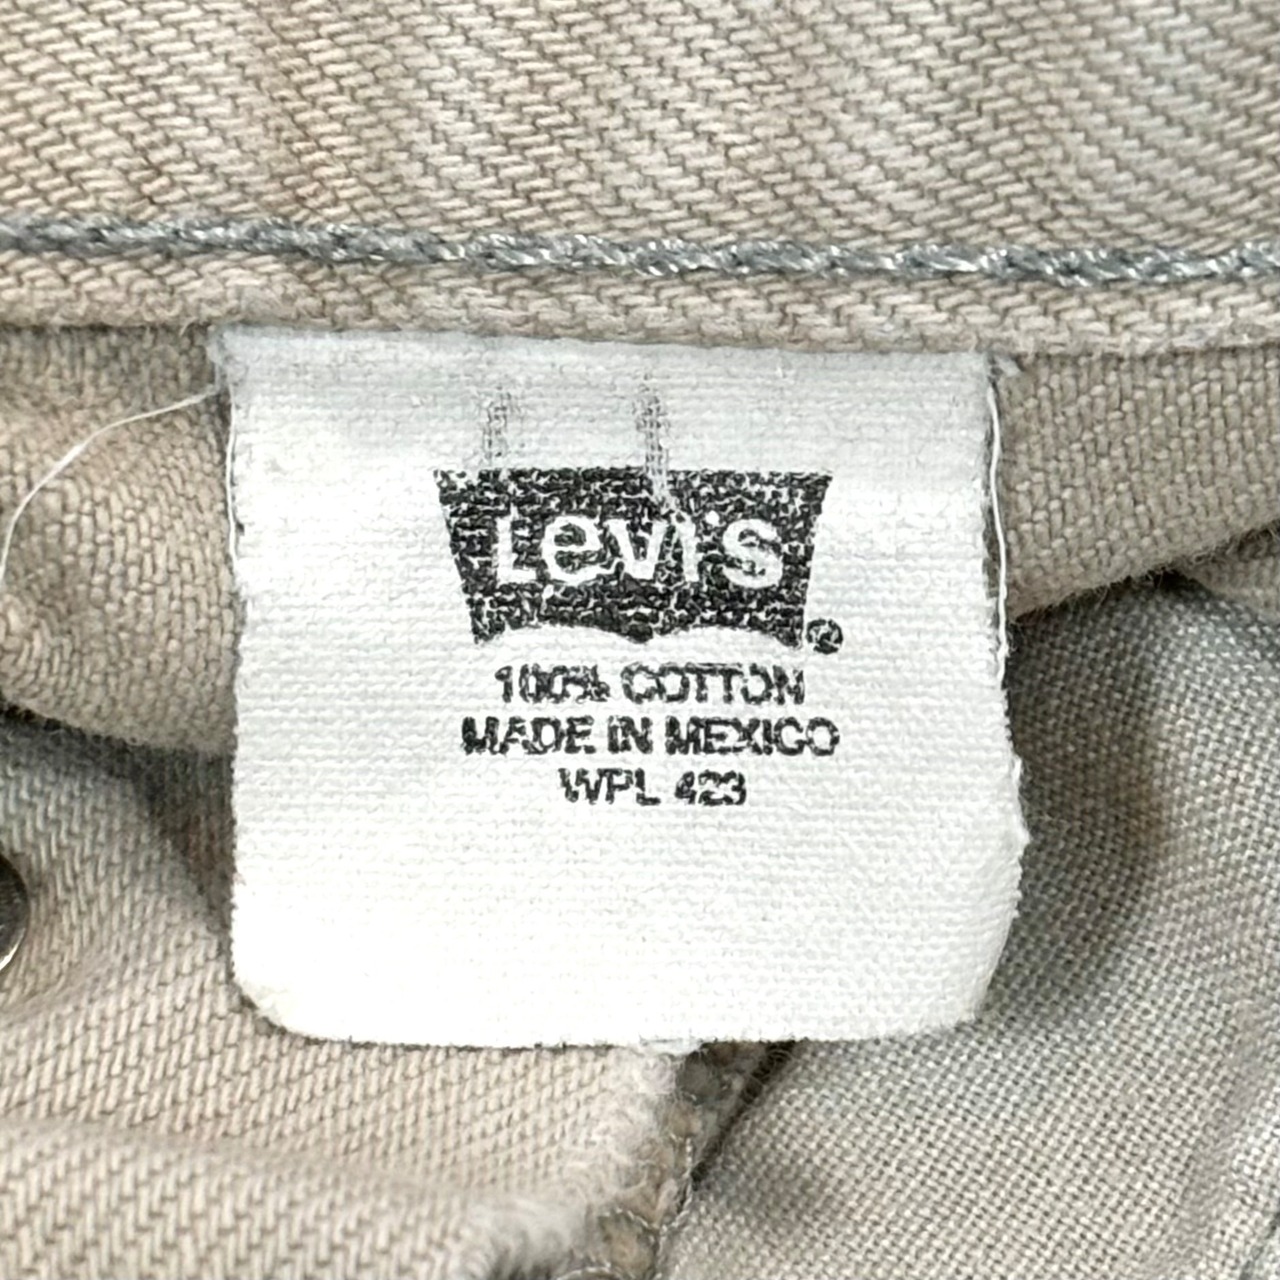 Levi's
®
100% COTTON
MADE IN MEXICO
WPL 423